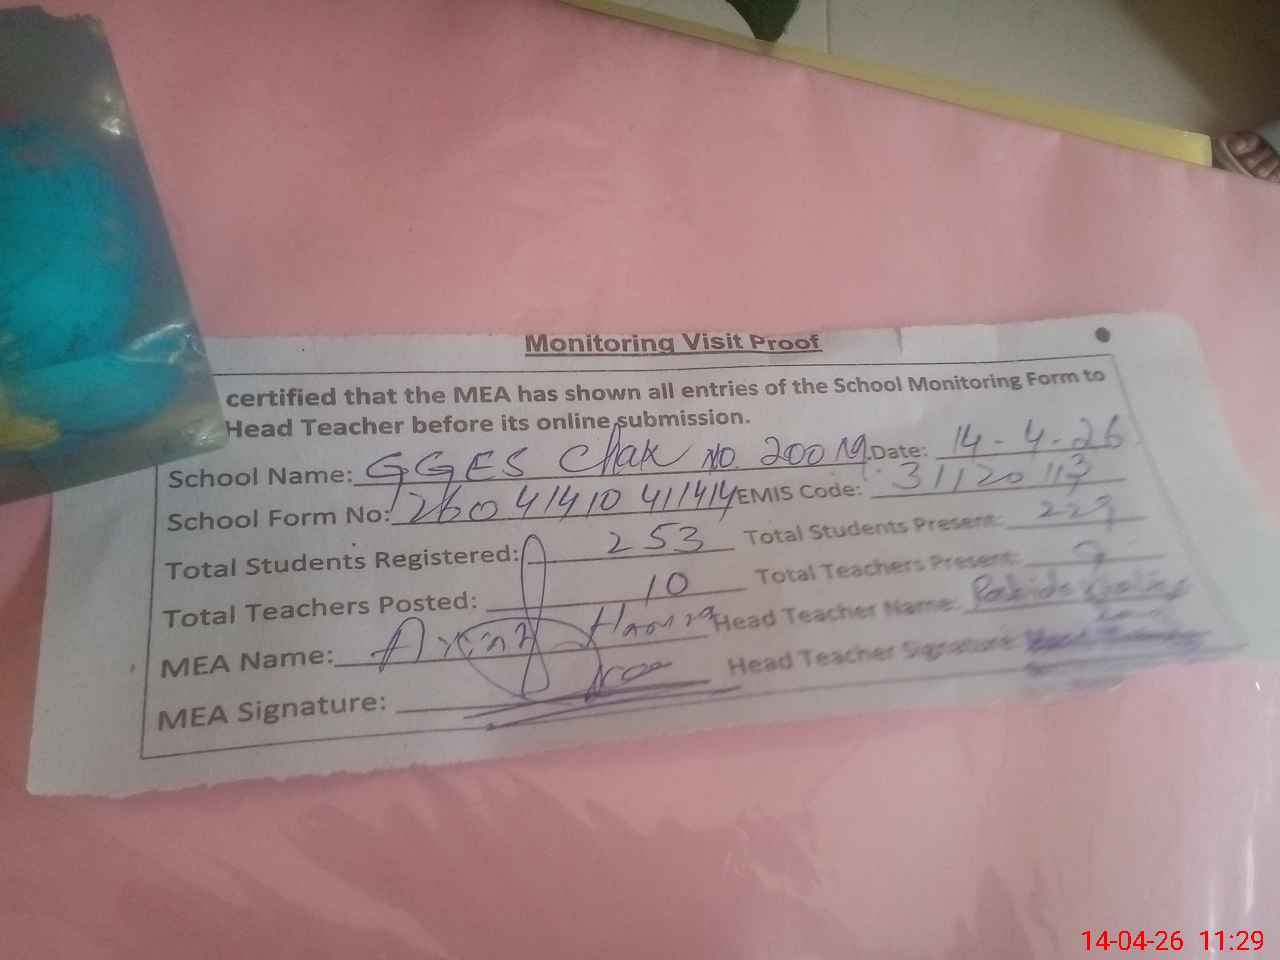 Monitoring Visit Proof
certified that the MEA has shown all entries of the School Monitoring Form to
Head Teacher before its online submission.
School Name: GGES Chak No. 200 Date: 14-4-26
School Form No: 26041410411414 EMIS Code: 31120113
Total Students Registered: 253 Total Students Present: 229
Total Teachers Posted: 10 Total Teachers Present:
MEA Name: Head Teacher Name:
MEA Signature: Head Teacher Signature:
14-04-26 11:29